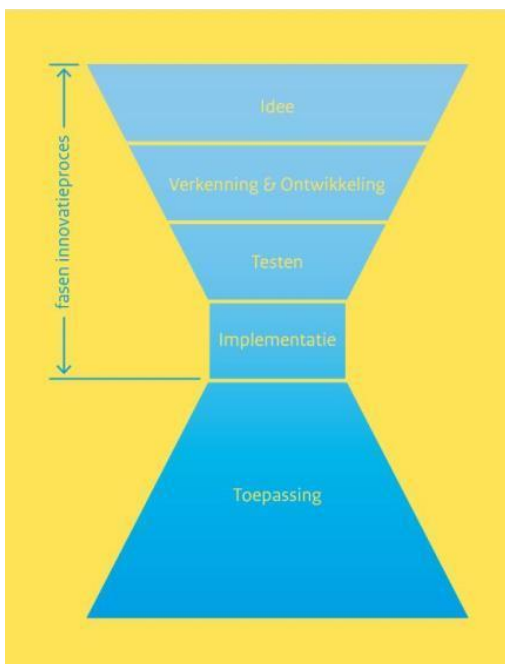 Idee
Verkenning & Ontwikkeling
Testen
Implementatie
Toepassing
fasen innovatieproces